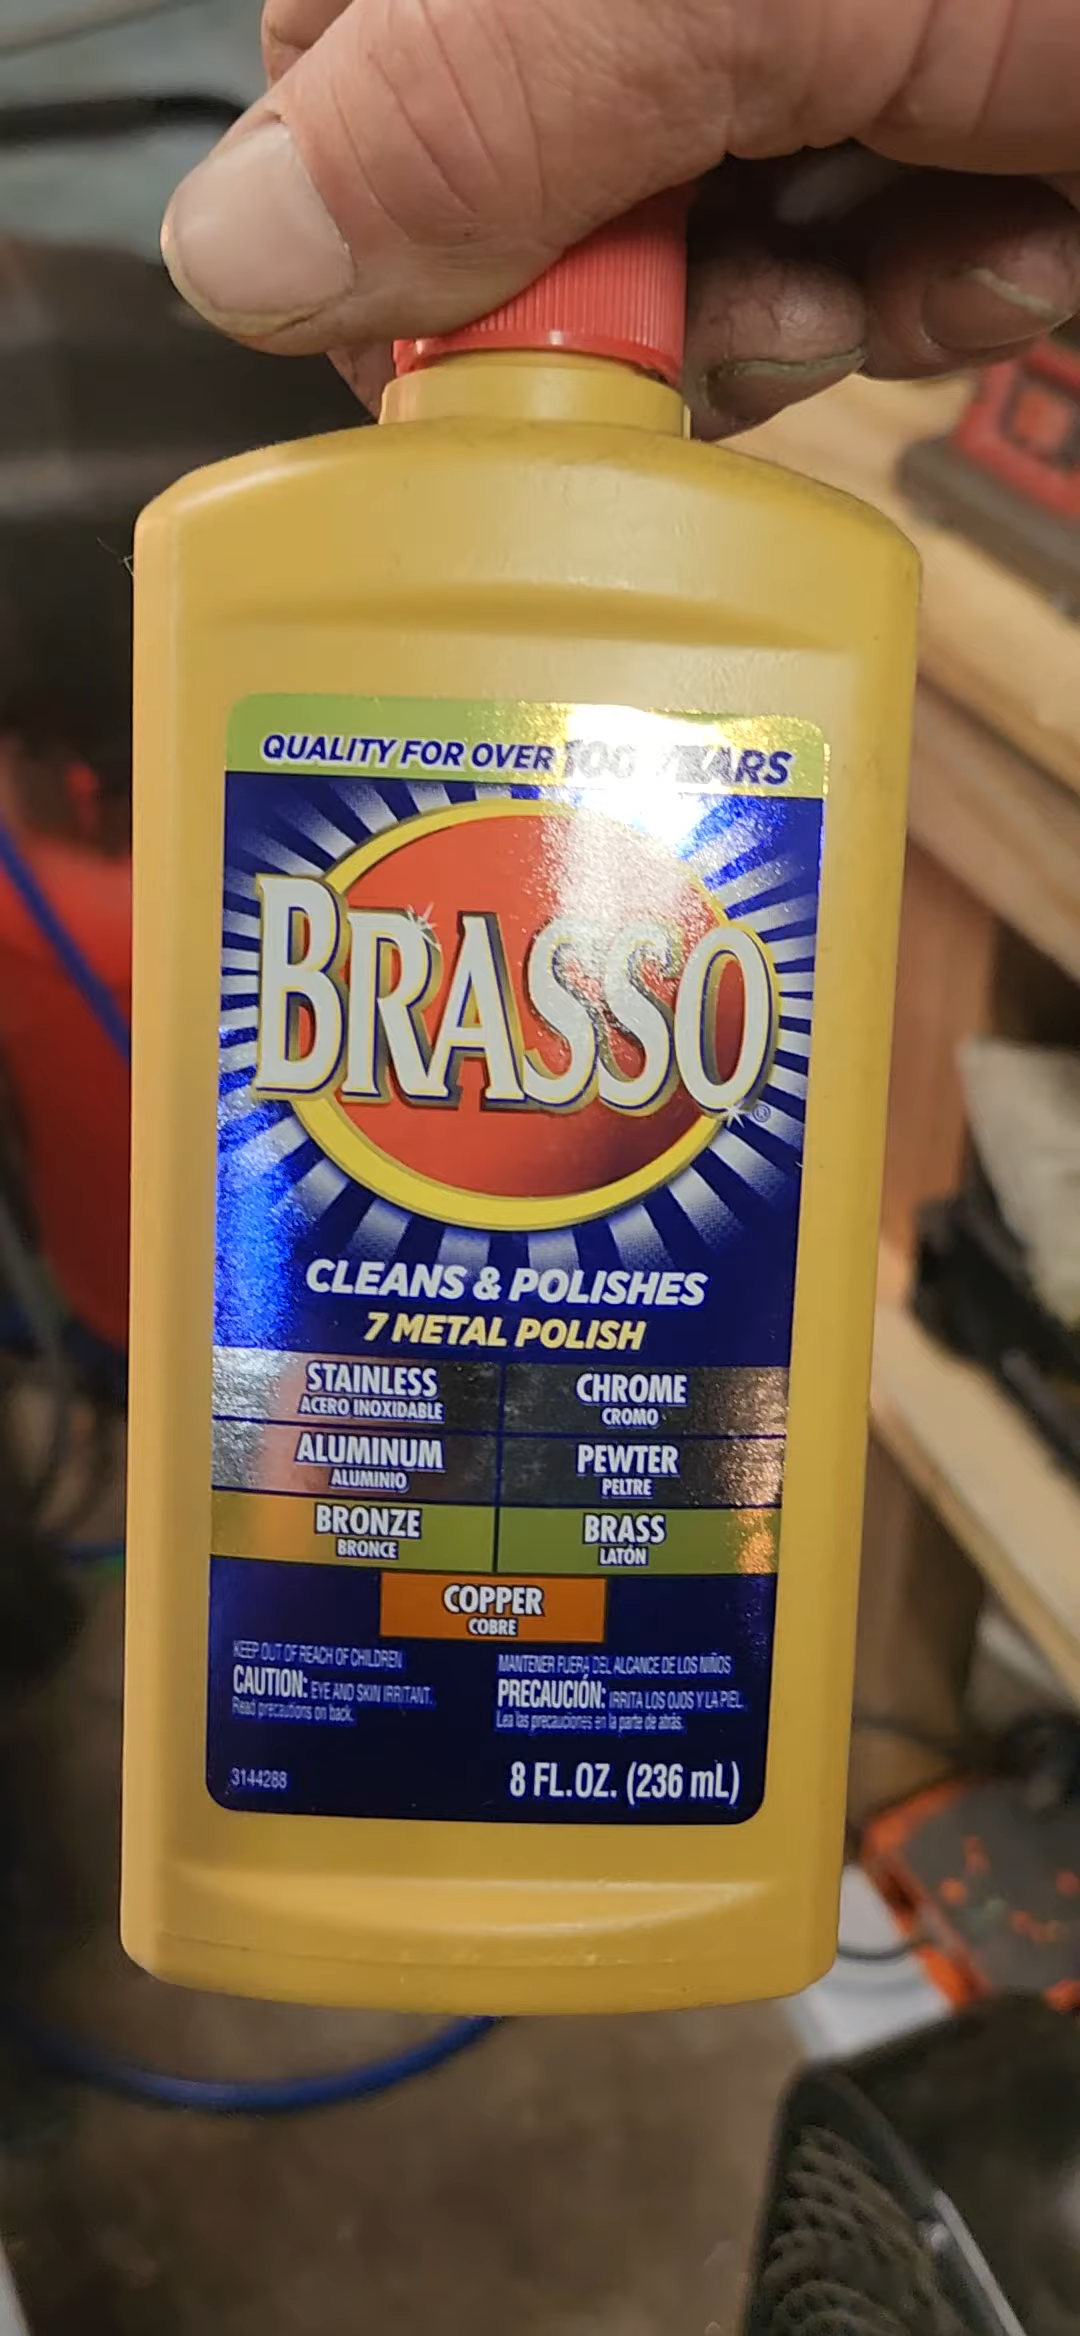 QUALITY FOR OVER 100 YEARS
BRASSO®
CLEANS & POLISHES
7 METAL POLISH
STAINLESS
ACERO INOXIDABLE
CHROME
CROMO
ALUMINUM
ALUMINIO
PEWTER
PELTRE
BRONZE
BRONCE
BRASS
LATÓN
COPPER
COBRE
KEEP OUT OF REACH OF CHILDREN
CAUTION: EYE AND SKIN IRRITANT.
Read precautions on back.
MANTENER FUERA DEL ALCANCE DE LOS NIÑOS
PRECAUCIÓN: IRRITA LOS OJOS Y LA PIEL.
Lea las precauciones en la parte de atrás.
3144288
8 FL.OZ. (236 mL)